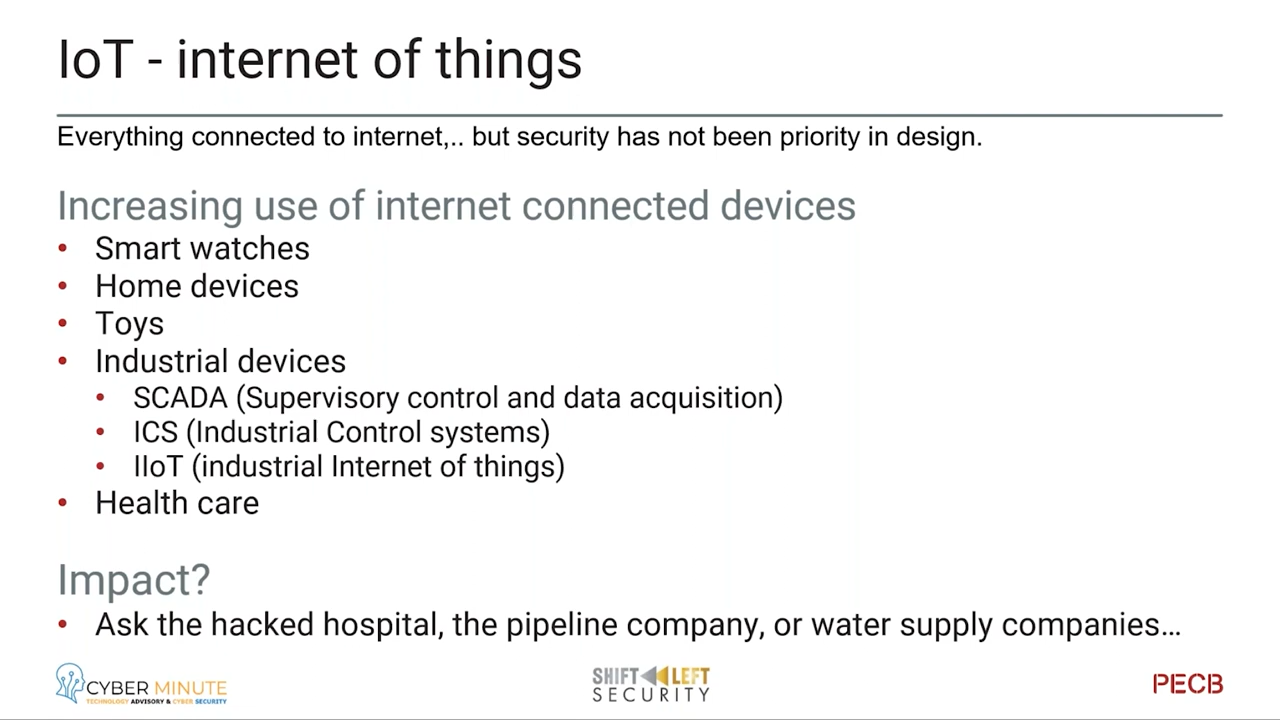 IoT - internet of things
Everything connected to internet,.. but security has not been priority in design.
Increasing use of internet connected devices
• Smart watches
• Home devices
• Toys
• Industrial devices
• SCADA (Supervisory control and data acquisition)
• ICS (Industrial Control systems)
• IIoT (industrial Internet of things)
• Health care
Impact?
• Ask the hacked hospital, the pipeline company, or water supply companies…
CYBER MINUTE
TECHNOLOGY ADVISORY & CYBER SECURITY
SHIFT LEFT
SECURITY
PECB